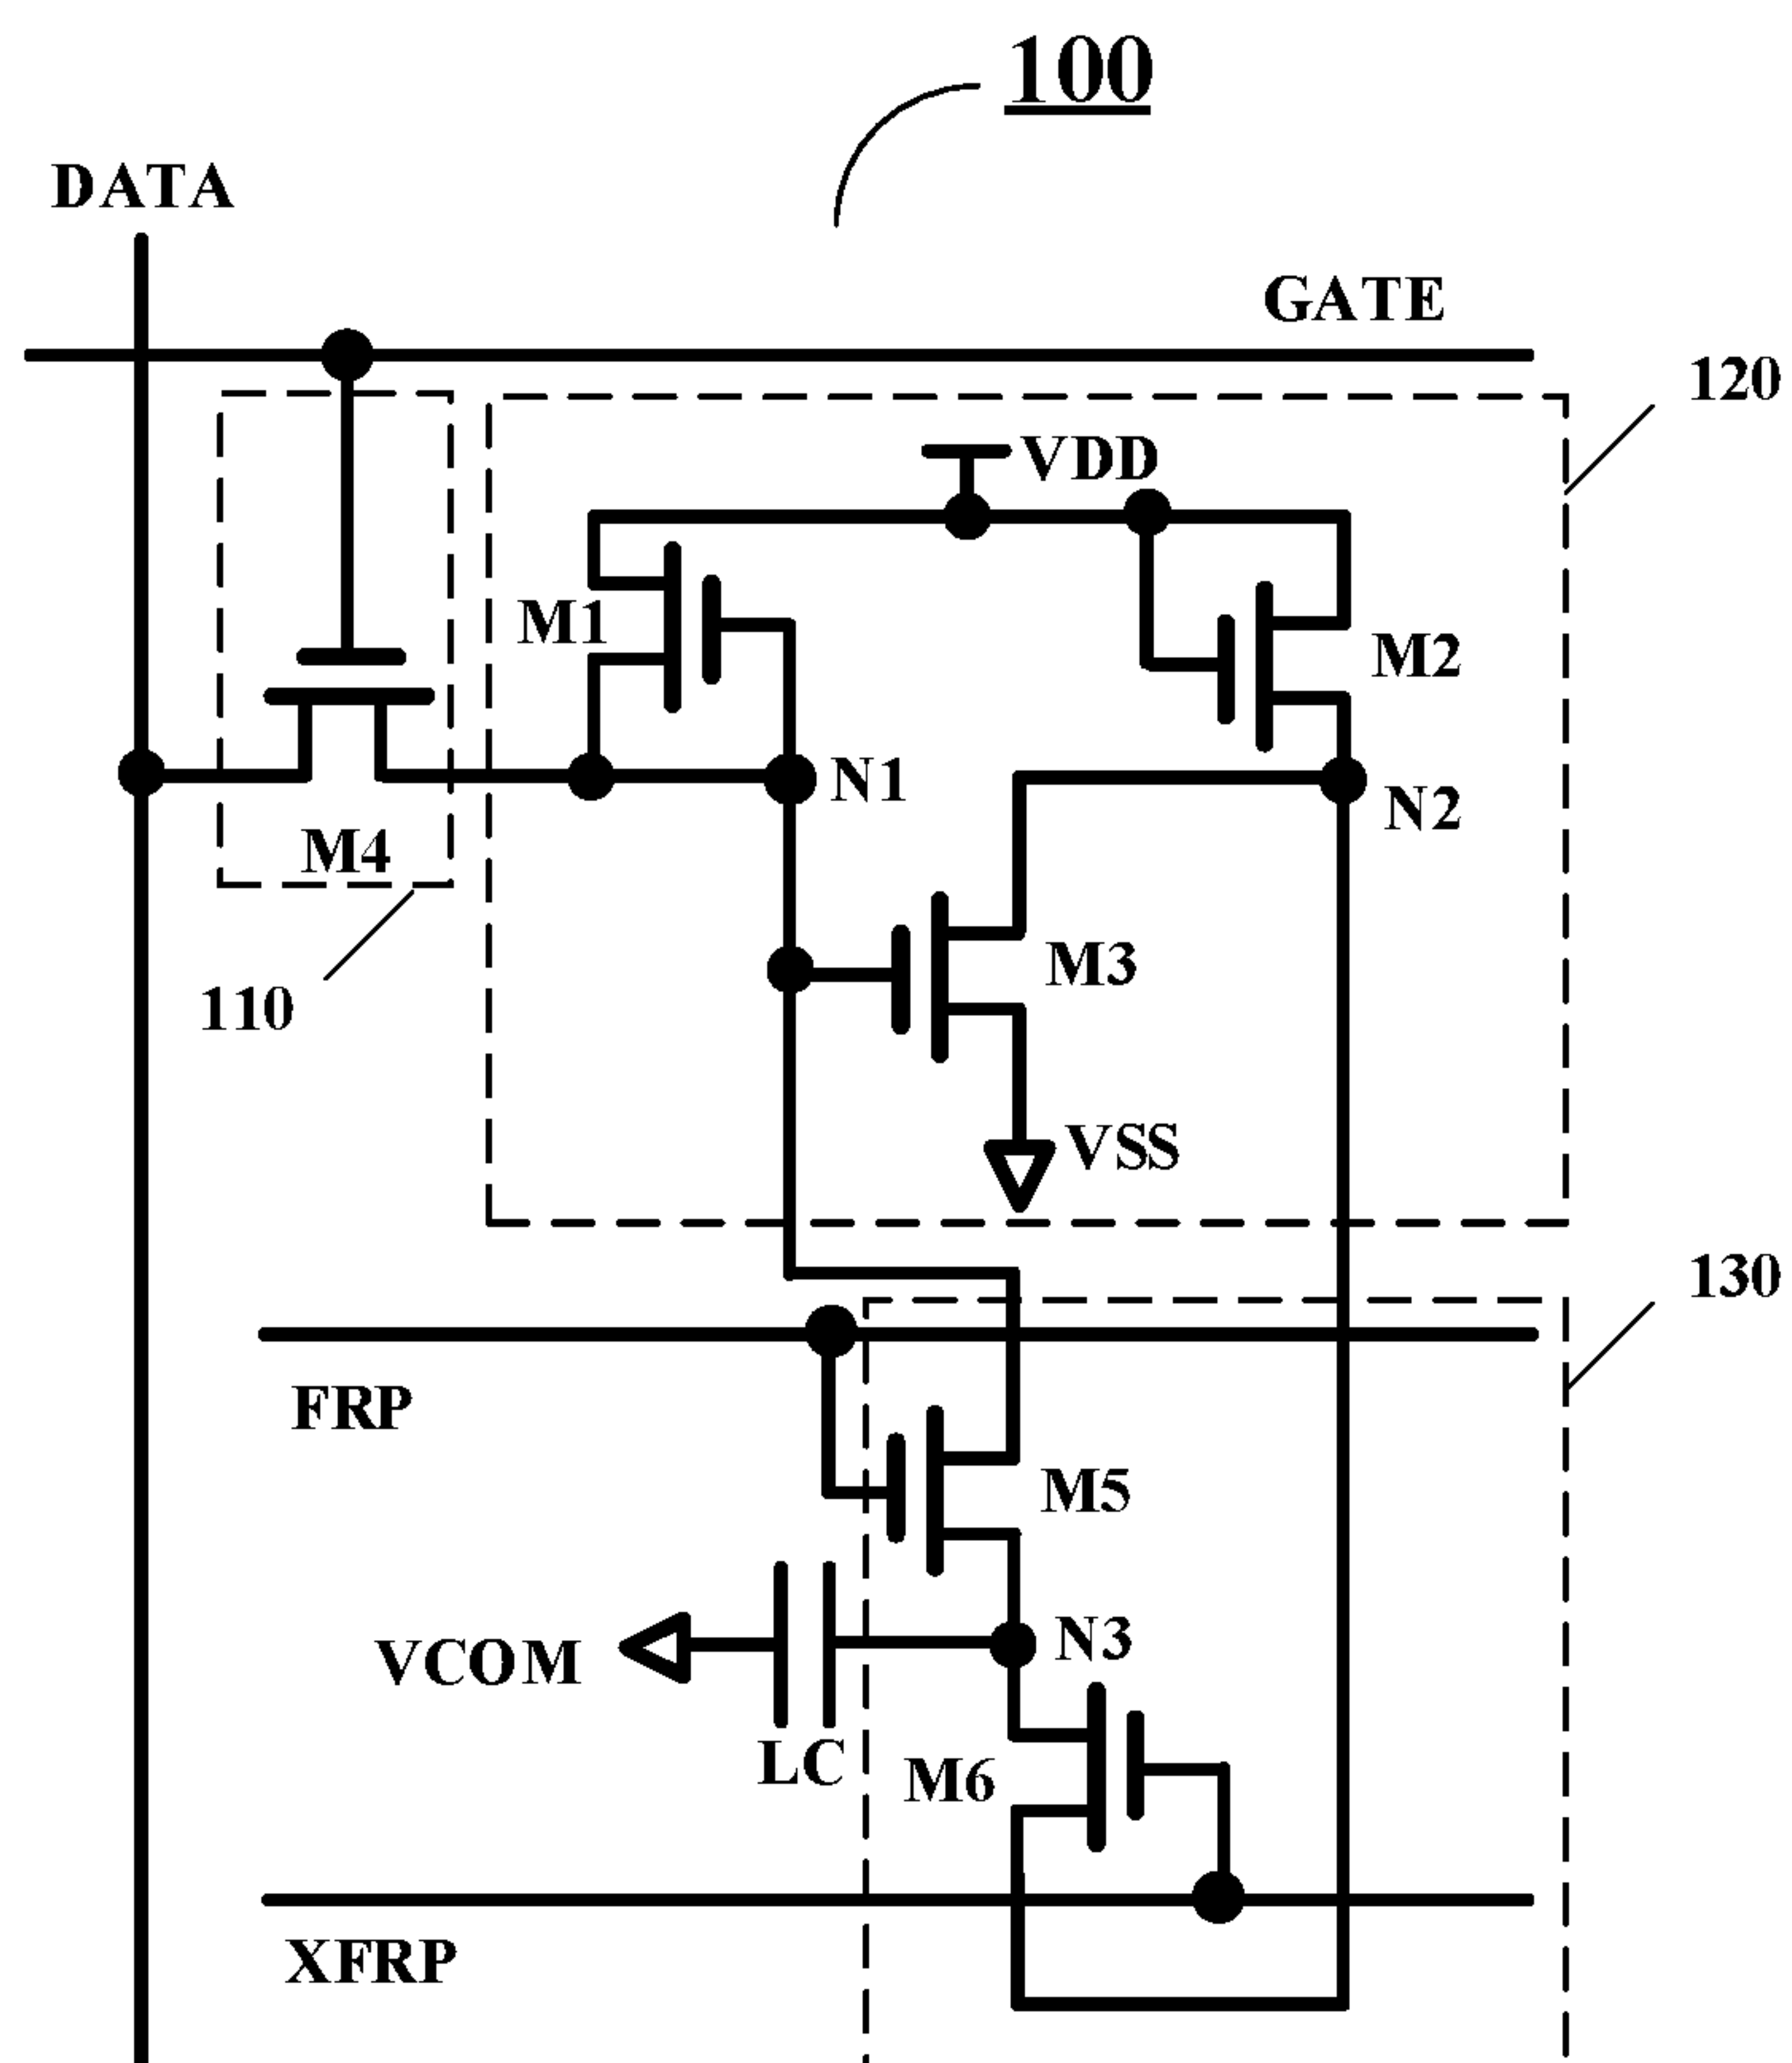 100
DATA
GATE
120
VDD
M1
M2
N1
N2
M4
M3
110
VSS
130
FRP
M5
N3
VCOM
LC
M6
XFRP